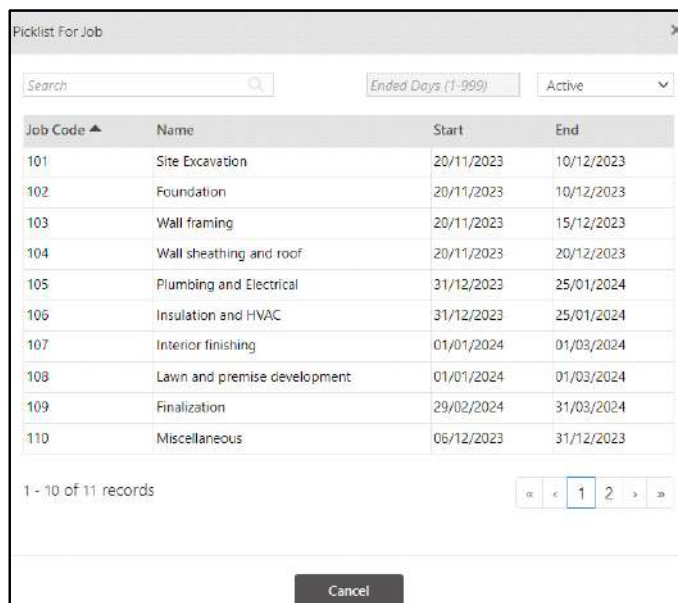 Picklist For Job ×
Search Ended Days (1-999) Active
Job Code ▲ Name Start End
101 Site Excavation 20/11/2023 10/12/2023
102 Foundation 20/11/2023 10/12/2023
103 Wall framing 20/11/2023 15/12/2023
104 Wall sheathing and roof 20/11/2023 20/12/2023
105 Plumbing and Electrical 31/12/2023 25/01/2024
106 Insulation and HVAC 31/12/2023 25/01/2024
107 Interior finishing 01/01/2024 01/03/2024
108 Lawn and premise development 01/01/2024 01/03/2024
109 Finalization 29/02/2024 31/03/2024
110 Miscellaneous 06/12/2023 31/12/2023
1 - 10 of 11 records « ‹ 1 2 › »
Cancel